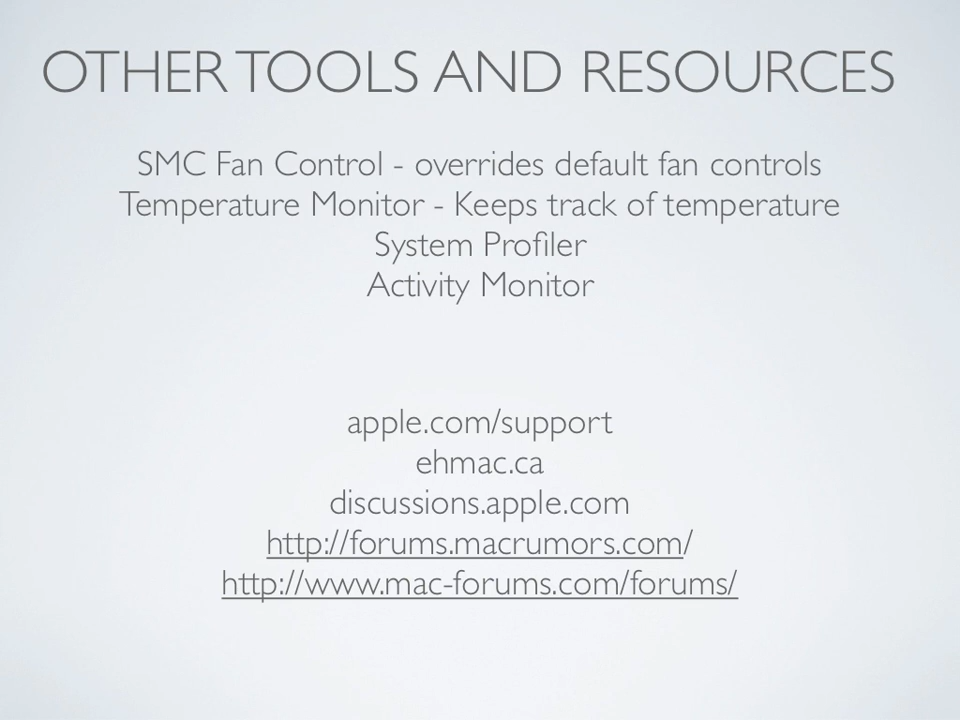 OTHER TOOLS AND RESOURCES
SMC Fan Control - overrides default fan controls
Temperature Monitor - Keeps track of temperature
System Profiler
Activity Monitor
apple.com/support
ehmac.ca
discussions.apple.com
http://forums.macrumors.com/
http://www.mac-forums.com/forums/